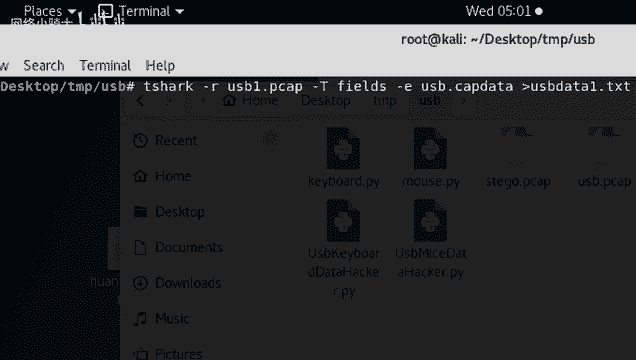 Places Terminal Wed 05:01
网络小骑士
root@kali: ~/Desktop/tmp/usb
w Search Terminal Help
Desktop/tmp/usb# tshark -r usb1.pcap -T fields -e usb.capdata >usbdata1.txt
Home Desktop tmp usb
Recent
Home
Desktop
Documents
Downloads
Music
Pictures
keyboard.py mouse.py stego.pcap usb.pcap
UsbKeyboardDataHacker.py UsbMiceDataHacker.py
huan